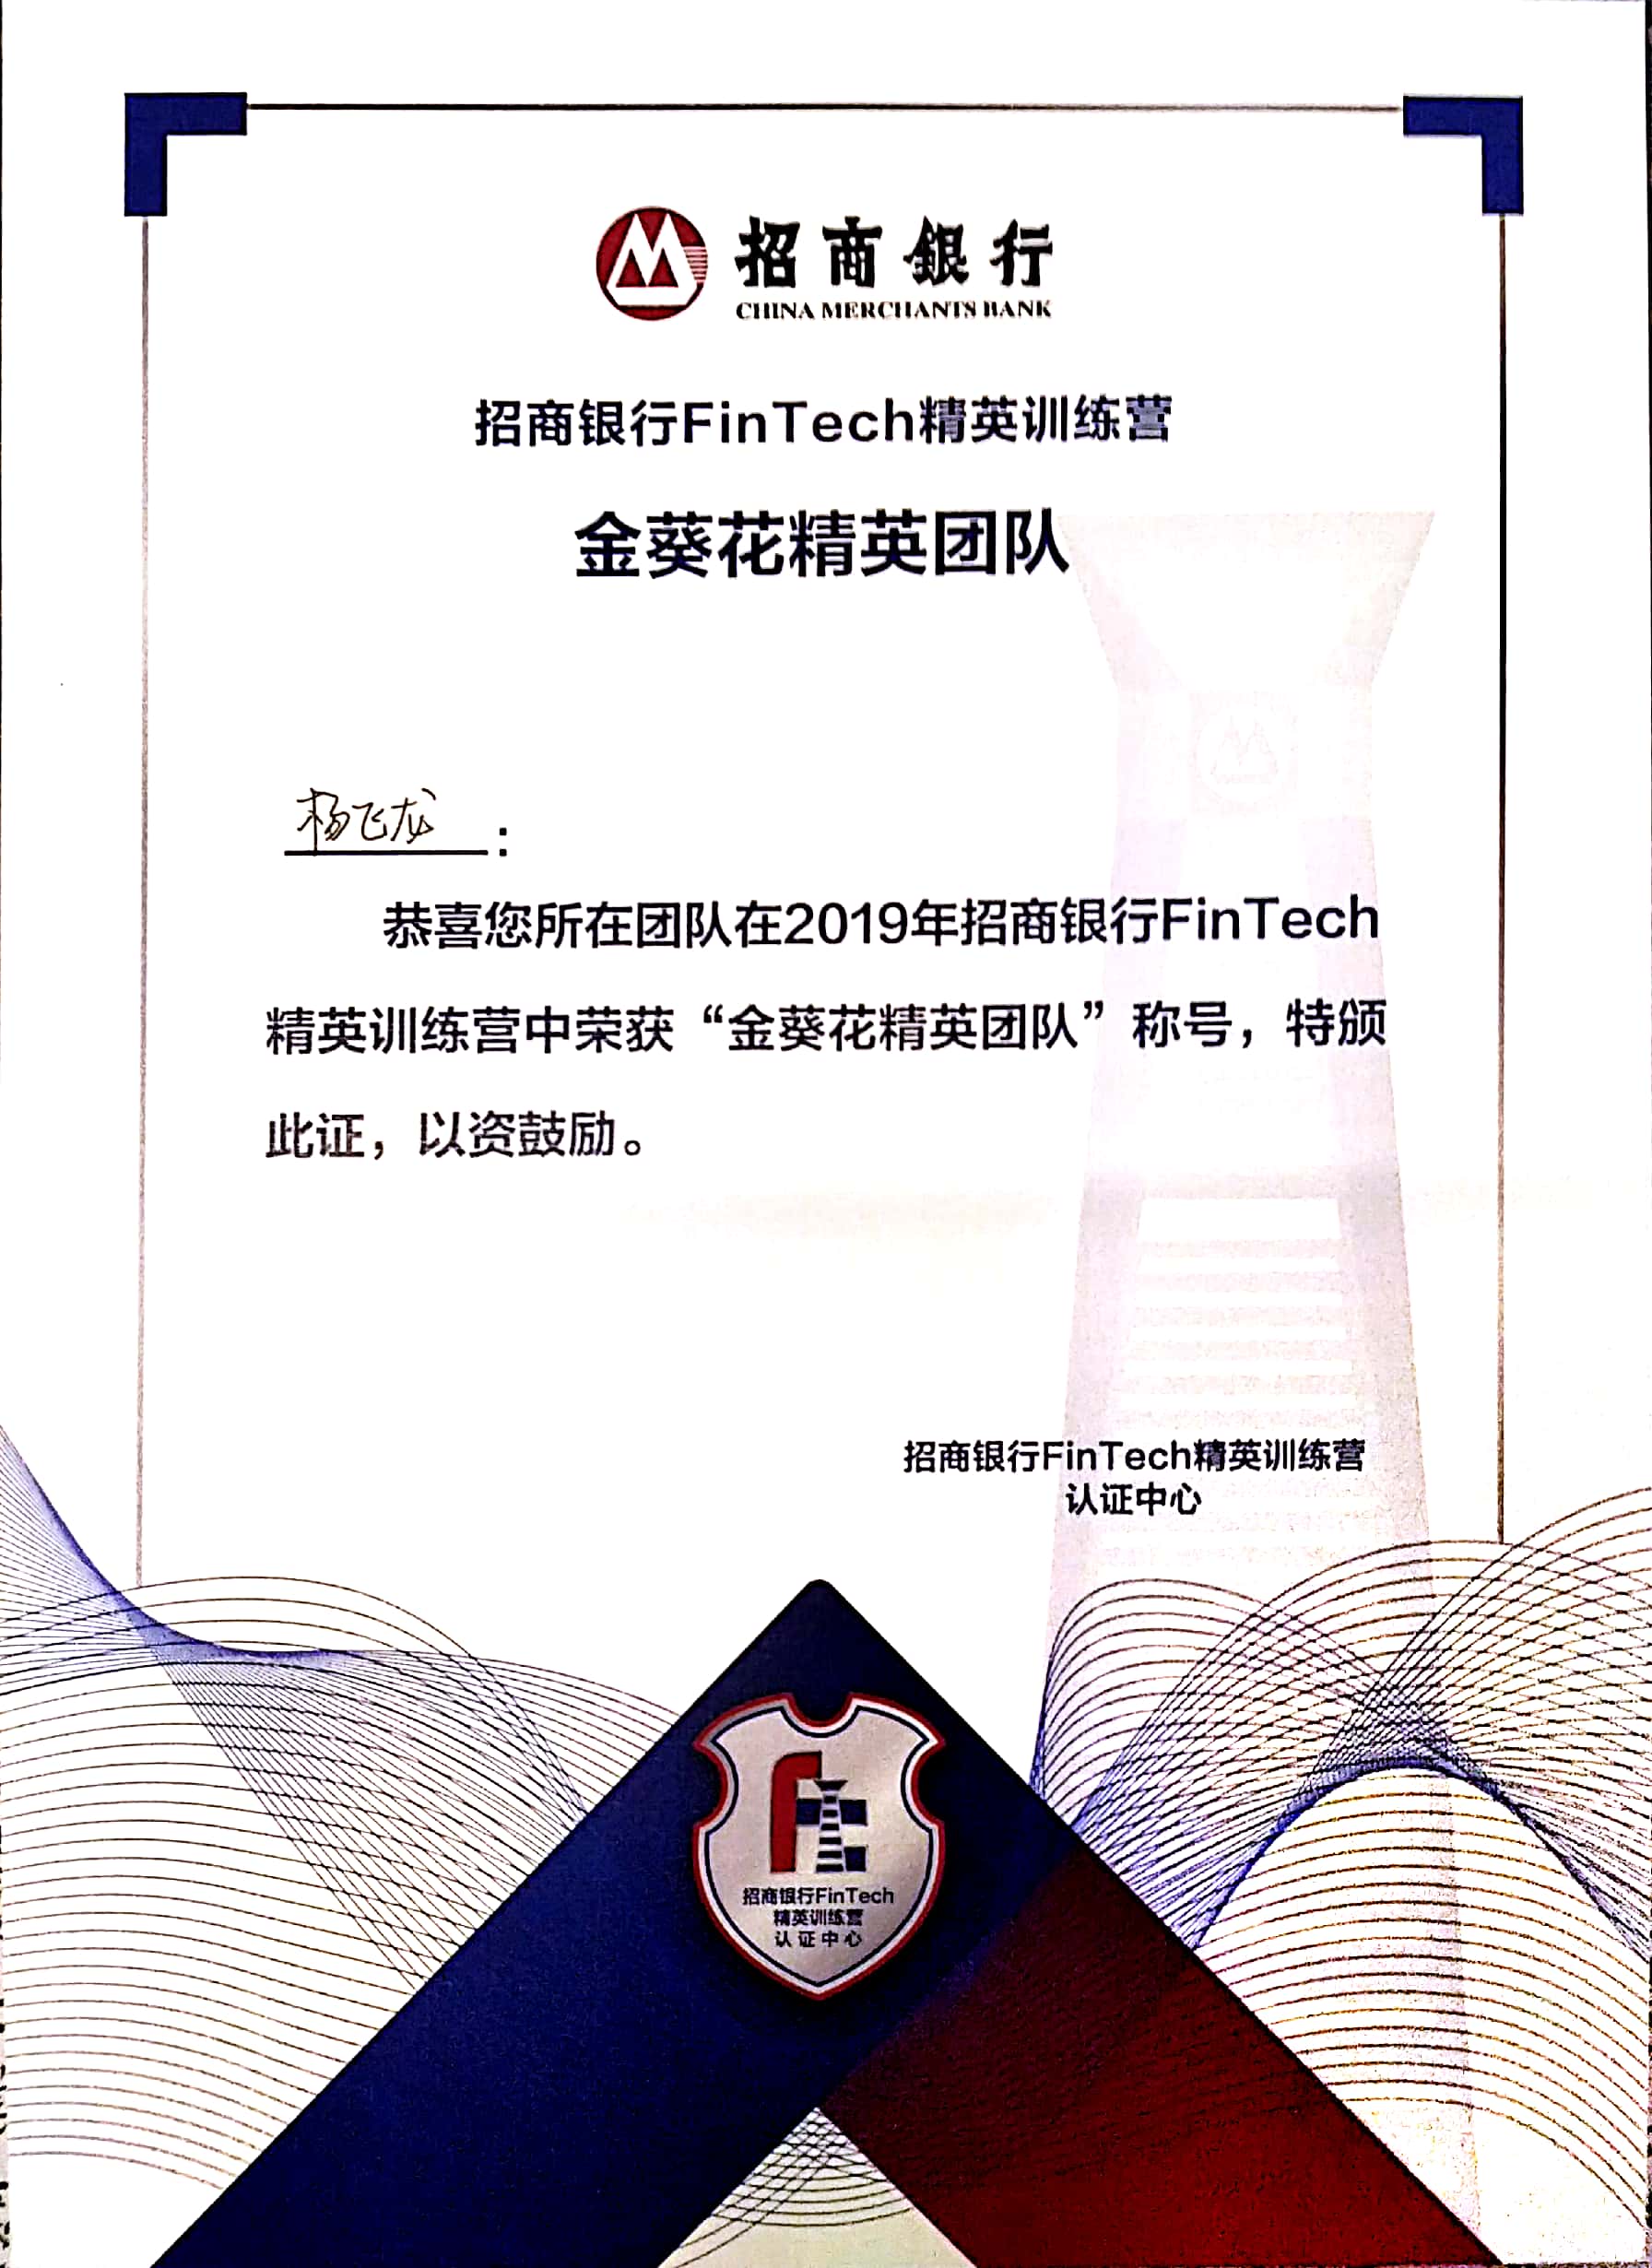 招商銀行
CHINA MERCHANTS BANK
招商银行FinTech精英训练营
金葵花精英团队
杨飞龙:
恭喜您所在团队在2019年招商银行FinTech
精英训练营中荣获“金葵花精英团队”称号，特颁
此证，以资鼓励。
招商银行FinTech精英训练营
认证中心
招商银行FinTech
精英训练营
认证中心